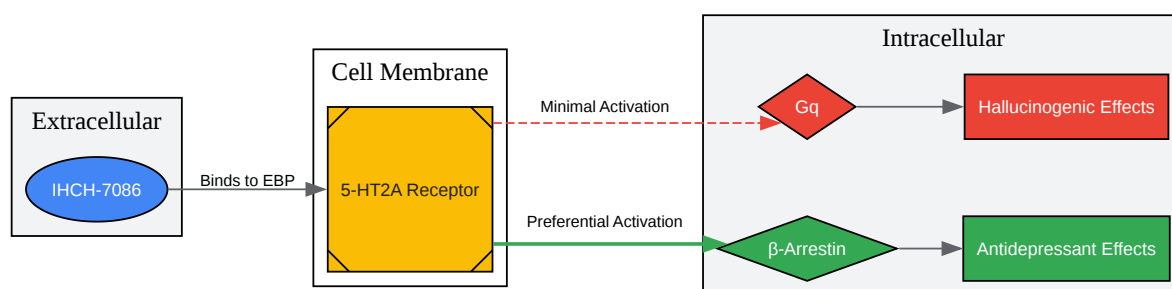 Extracellular
IHCH-7086
Binds to EBP
Cell Membrane
5-HT2A Receptor
Minimal Activation
Preferential Activation
Intracellular
Gq
Hallucinogenic Effects
β-Arrestin
Antidepressant Effects